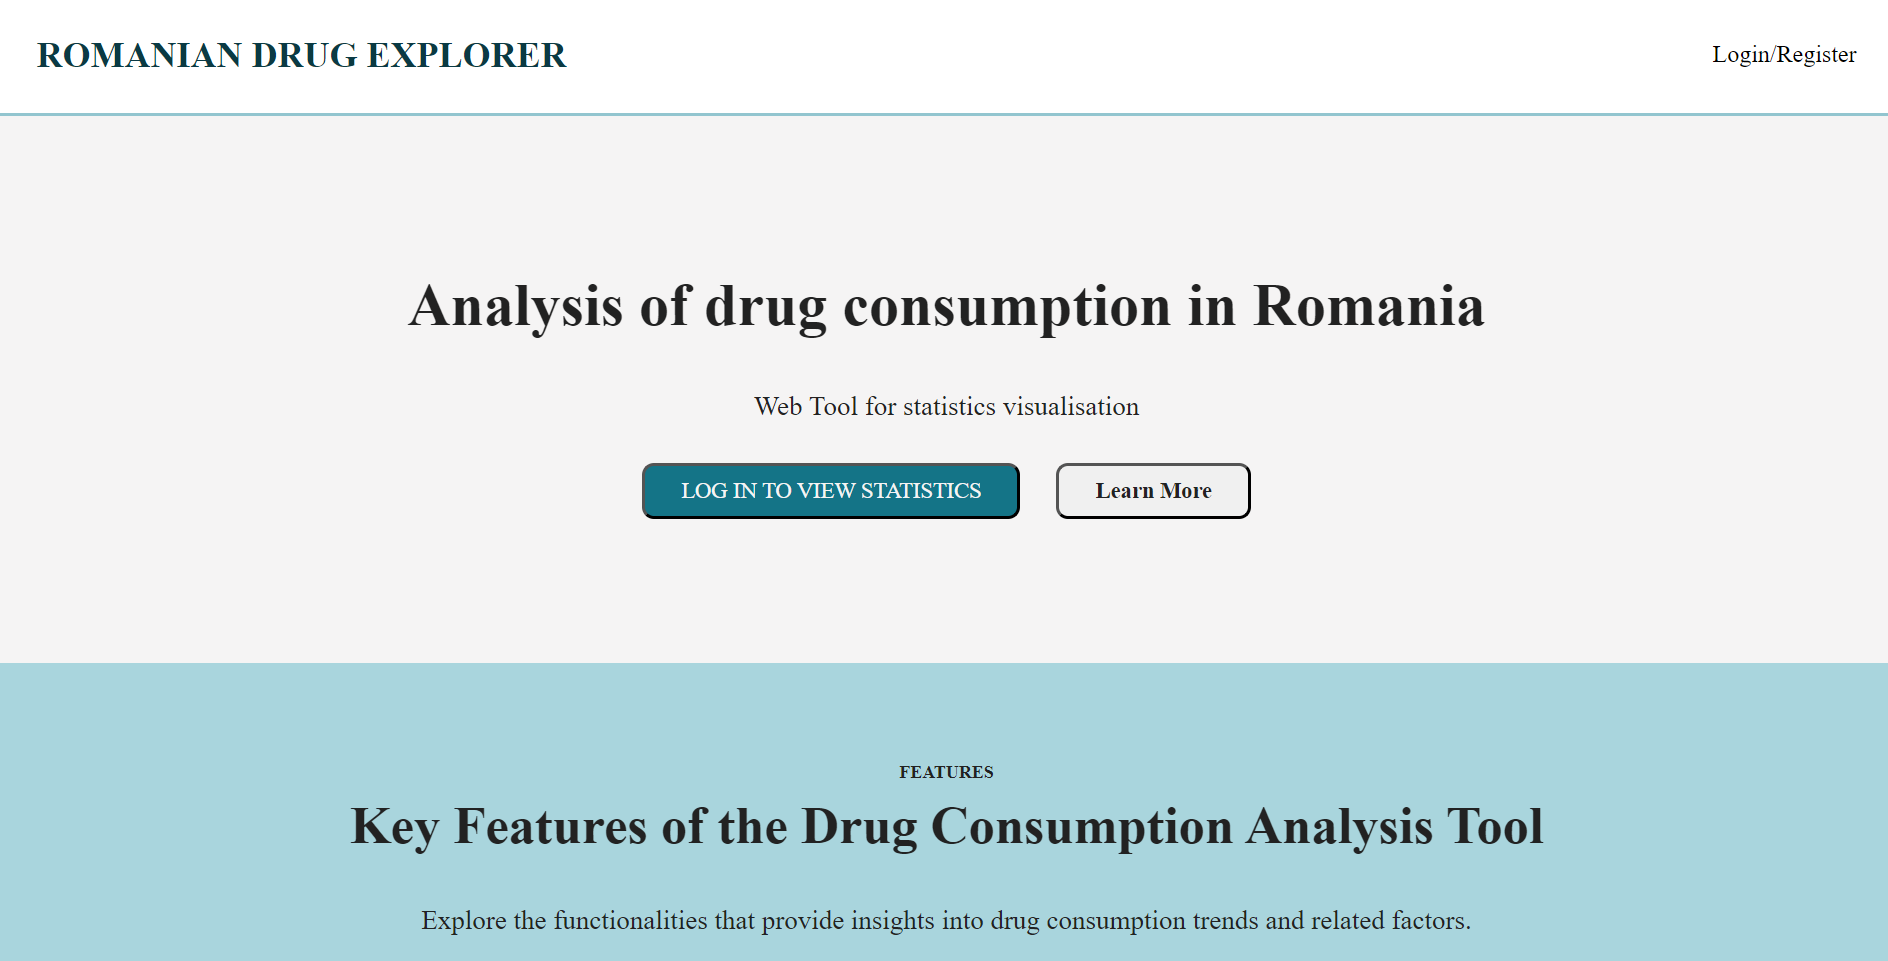 ROMANIAN DRUG EXPLORER
Login/Register
Analysis of drug consumption in Romania
Web Tool for statistics visualisation
LOG IN TO VIEW STATISTICS
Learn More
FEATURES
Key Features of the Drug Consumption Analysis Tool
Explore the functionalities that provide insights into drug consumption trends and related factors.